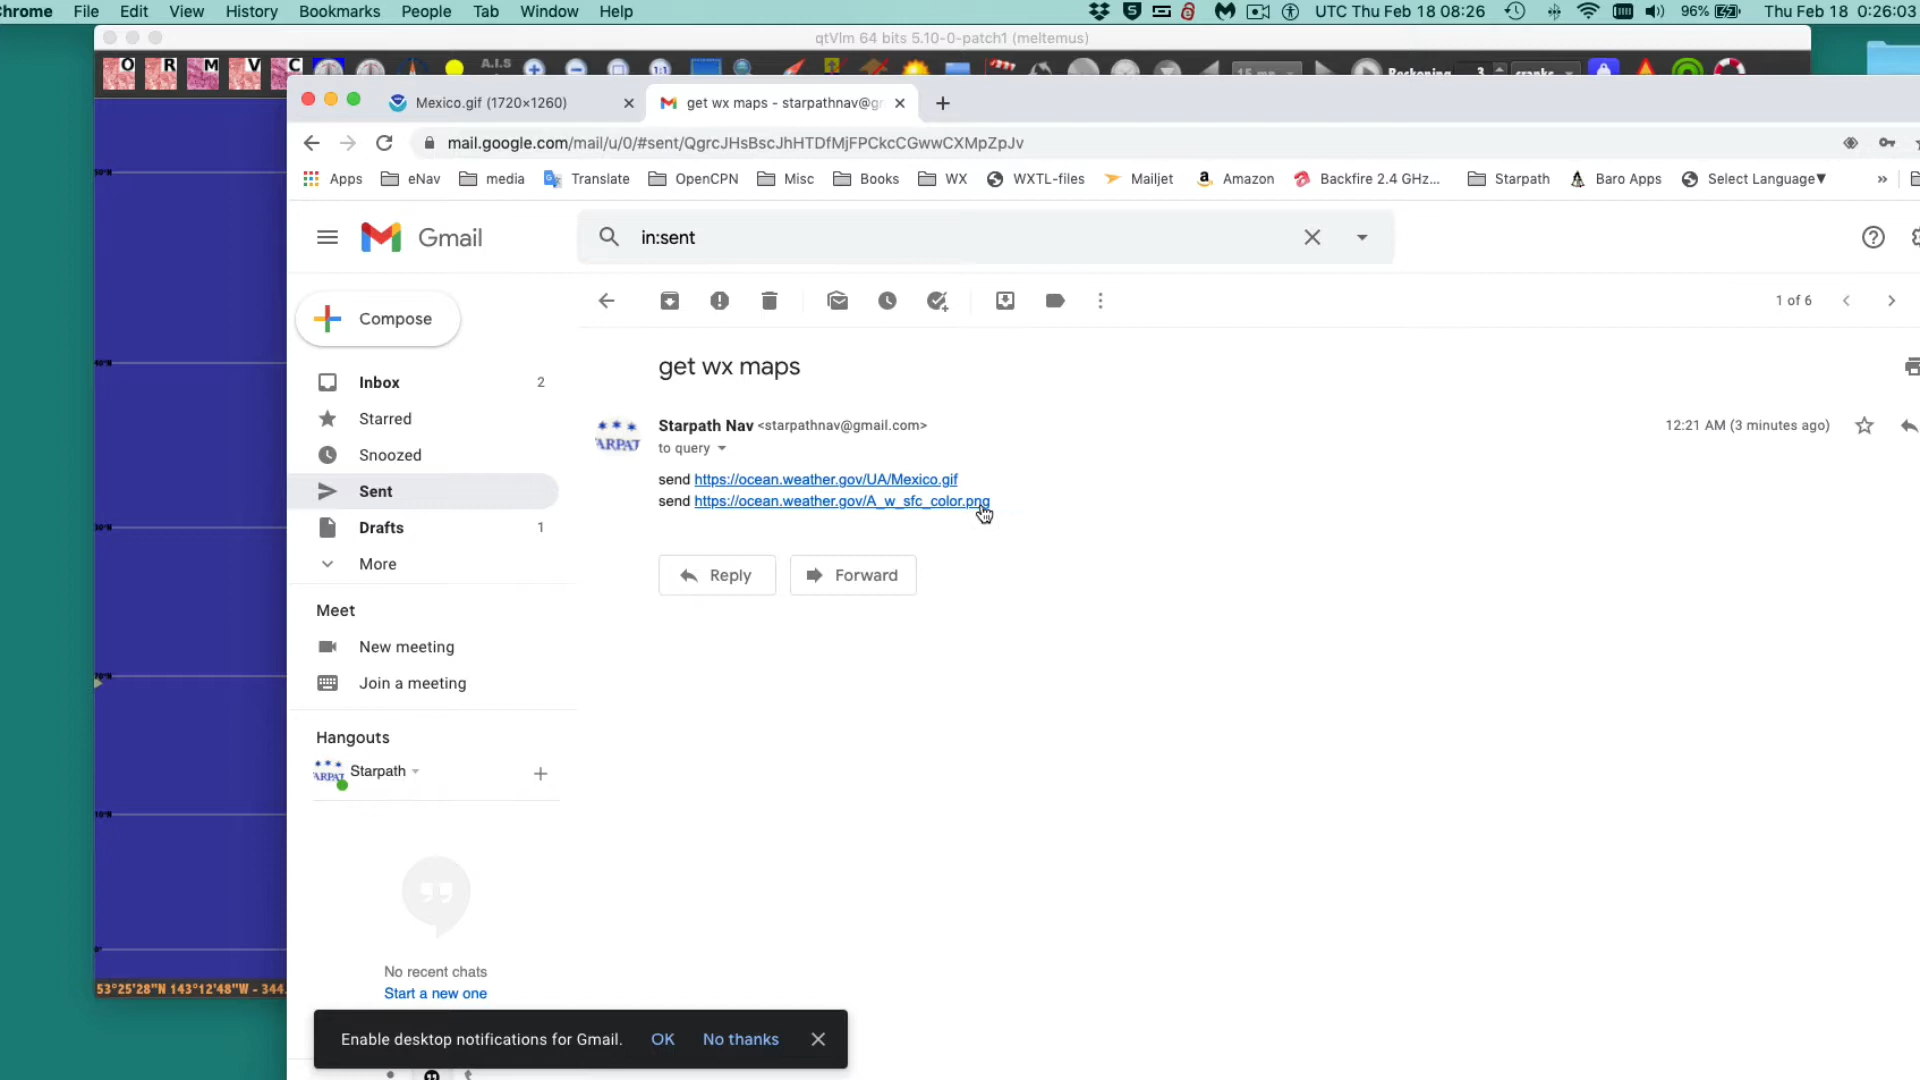 Chrome File Edit View History Bookmarks People Tab Window Help UTC Thu Feb 18 08:26 96% Thu Feb 18 0:26:03
qtVlm 64 bits 5.10-0-patch1 (meltemus)
O R M V C A.I.S 1:1 15 mn Reckoning 3 cranks
Mexico.gif (1720×1260) get wx maps - starpathnav@g
mail.google.com/mail/u/0/#sent/QgrcJHsBscJhHTDfMjFPCkcCGwwCXMpZpJv
Apps eNav media Translate OpenCPN Misc Books WX WXTL-files Mailjet Amazon Backfire 2.4 GHz... Starpath Baro Apps Select Language▼ »
Gmail in:sent
Compose 1 of 6
get wx maps
Inbox 2
Starred
Starpath Nav <starpathnav@gmail.com> 12:21 AM (3 minutes ago)
to query
Snoozed
send https://ocean.weather.gov/UA/Mexico.gif
Sent
send https://ocean.weather.gov/A_w_sfc_color.png
Drafts 1
More
Reply Forward
Meet
New meeting
Join a meeting
Hangouts
Starpath
No recent chats
Start a new one
53°25'28"N 143°12'48"W - 344.
Enable desktop notifications for Gmail. OK No thanks